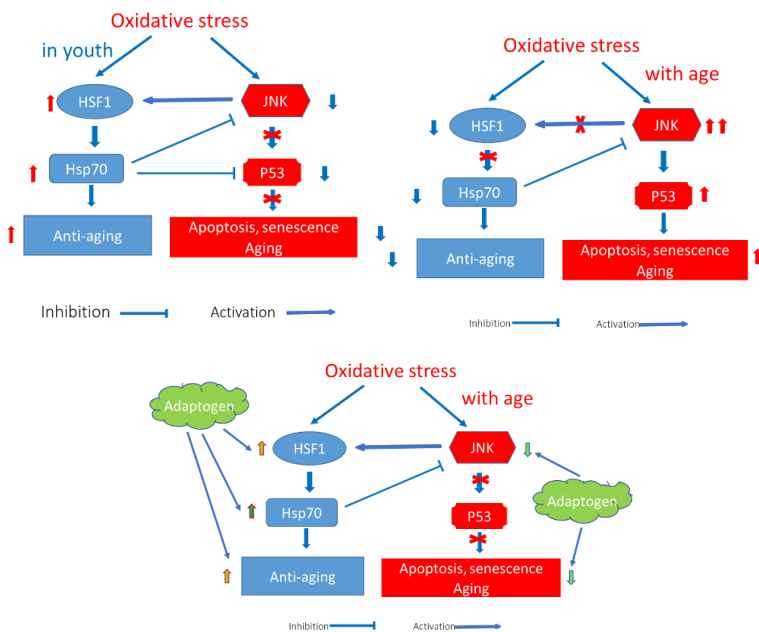 Oxidative stress
in youth
HSF1
JNK
Hsp70
P53
Anti-aging
Apoptosis, senescence
Aging
Inhibition
Activation
Oxidative stress
with age
HSF1
JNK
Hsp70
P53
Anti-aging
Apoptosis, senescence
Aging
Inhibition
Activation
Oxidative stress
with age
Adaptogen
HSF1
JNK
Hsp70
P53
Adaptogen
Anti-aging
Apoptosis, senescence
Aging
Inhibition
Activation